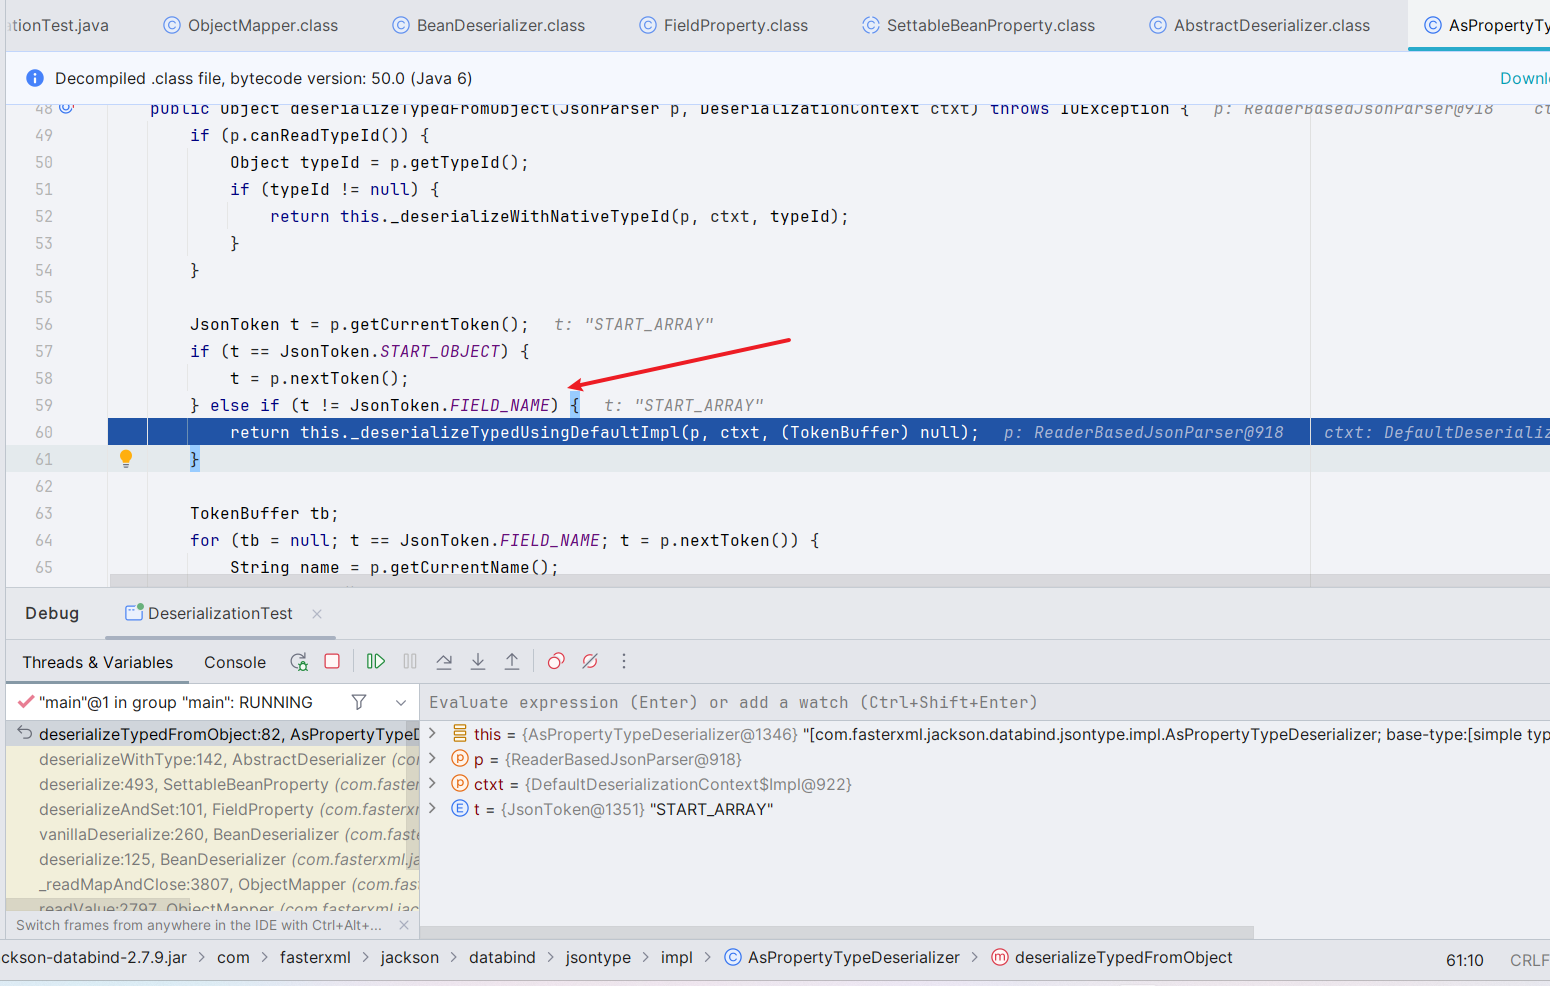 ationTest.java ObjectMapper.class BeanDeserializer.class FieldProperty.class SettableBeanProperty.class AbstractDeserializer.class AsPropertyTy
Decompiled .class file, bytecode version: 50.0 (Java 6) Downl
48 public Object deserializeTypedFromObject(JsonParser p, DeserializationContext ctxt) throws IOException { p: ReaderBasedJsonParser@918 ct
49 if (p.canReadTypeId()) {
50 Object typeId = p.getTypeId();
51 if (typeId != null) {
52 return this._deserializeWithNativeTypeId(p, ctxt, typeId);
53 }
54 }
55
56 JsonToken t = p.getCurrentToken(); t: "START_ARRAY"
57 if (t == JsonToken.START_OBJECT) {
58 t = p.nextToken();
59 } else if (t != JsonToken.FIELD_NAME) { t: "START_ARRAY"
60 return this._deserializeTypedUsingDefaultImpl(p, ctxt, (TokenBuffer) null); p: ReaderBasedJsonParser@918 ctxt: DefaultDeserializ
61 }
62
63 TokenBuffer tb;
64 for (tb = null; t == JsonToken.FIELD_NAME; t = p.nextToken()) {
65 String name = p.getCurrentName();
Debug DeserializationTest
Threads & Variables Console
"main"@1 in group "main": RUNNING
Evaluate expression (Enter) or add a watch (Ctrl+Shift+Enter)
deserializeTypedFromObject:82, AsPropertyTypeD
deserializeWithType:142, AbstractDeserializer (co
deserialize:493, SettableBeanProperty (com.faster
deserializeAndSet:101, FieldProperty (com.fasterx
vanillaDeserialize:260, BeanDeserializer (com.faste
deserialize:125, BeanDeserializer (com.fasterxml.ja
_readMapAndClose:3807, ObjectMapper (com.fas
readValue:2797, ObjectMapper (com.fasterxml.jac
Switch frames from anywhere in the IDE with Ctrl+Alt+...
this = {AsPropertyTypeDeserializer@1346} "[com.fasterxml.jackson.databind.jsontype.impl.AsPropertyTypeDeserializer; base-type:[simple typ
p = {ReaderBasedJsonParser@918}
ctxt = {DefaultDeserializationContext$Impl@922}
t = {JsonToken@1351} "START_ARRAY"
ckson-databind-2.7.9.jar > com > fasterxml > jackson > databind > jsontype > impl > AsPropertyTypeDeserializer > deserializeTypedFromObject 61:10 CRLF